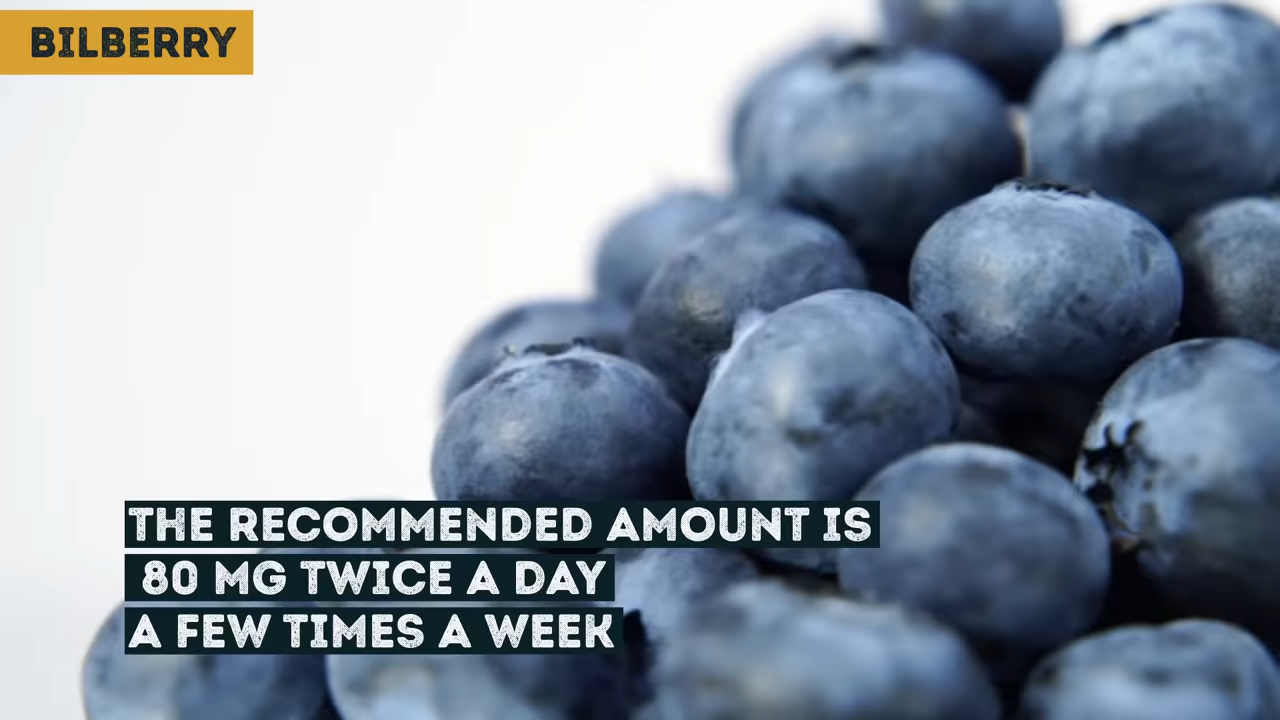 BILBERRY
THE RECOMMENDED AMOUNT IS
80 MG TWICE A DAY
A FEW TIMES A WEEK